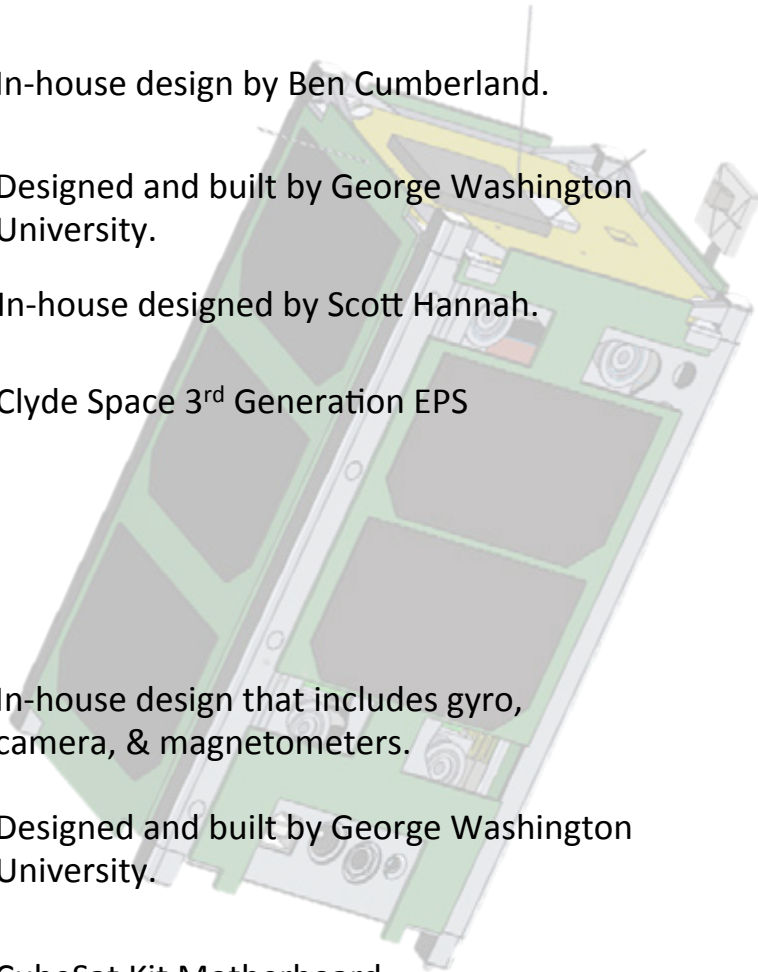 In-house design by Ben Cumberland.
Designed and built by George Washington
University.
In-house designed by Scott Hannah.
Clyde Space 3rd Generation EPS
In-house design that includes gyro,
camera, & magnetometers.
Designed and built by George Washington
University.
CubeSat Kit Motherboard